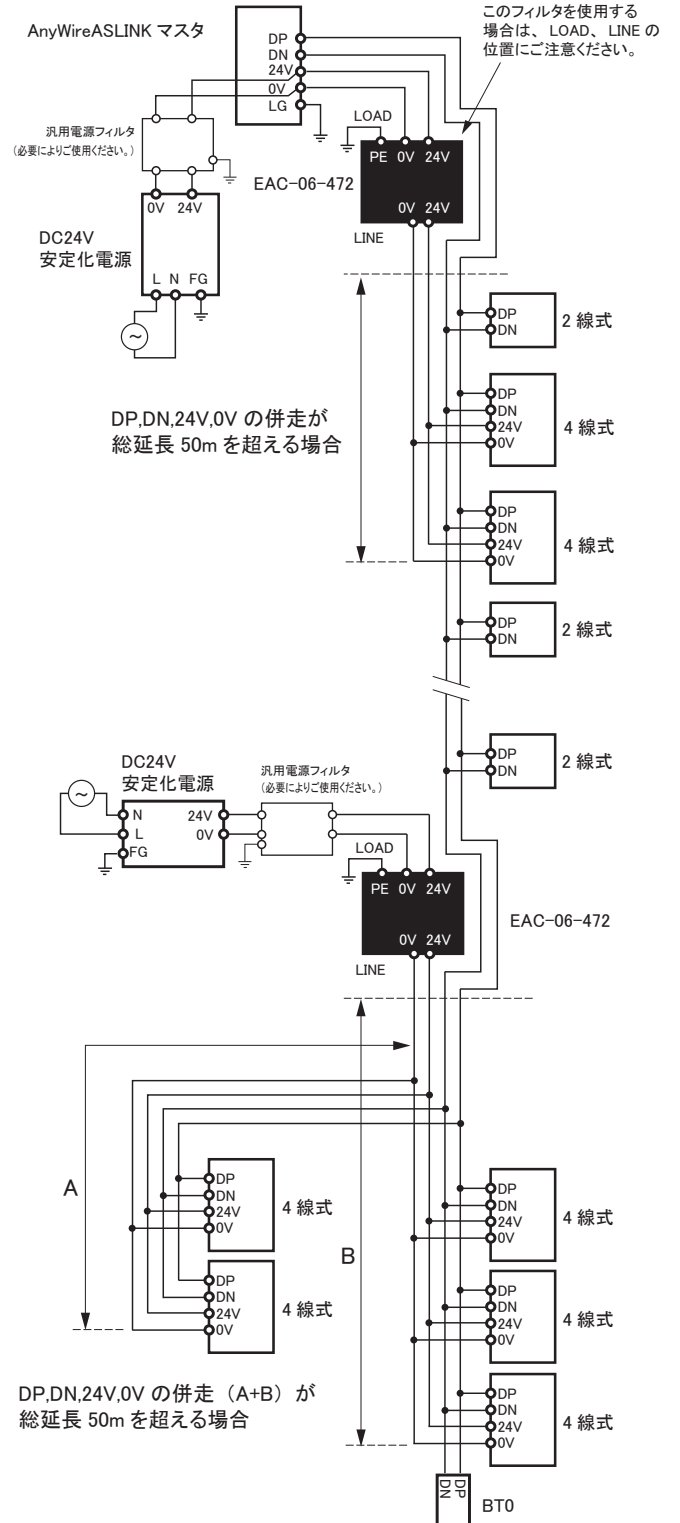 AnyWireASLINK マスタ
DP
DN
24V
0V
LG
このフィルタを使用する
場合は、LOAD、LINE の
位置にご注意ください。
汎用電源フィルタ
(必要によりご使用ください。)
LOAD
PE 0V 24V
EAC-06-472
0V 24V
LINE
0V 24V
DC24V
安定化電源
L N FG
DP
DN
2 線式
DP,DN,24V,0V の併走が
総延長 50m を超える場合
DP
DN
24V
0V
4 線式
DP
DN
24V
0V
4 線式
DP
DN
2 線式
DP
DN
2 線式
DC24V
安定化電源
汎用電源フィルタ
(必要によりご使用ください。)
N
L
FG
24V
0V
LOAD
PE 0V 24V
EAC-06-472
0V 24V
LINE
A
B
DP
DN
24V
0V
4 線式
DP
DN
24V
0V
4 線式
DP
DN
24V
0V
4 線式
DP
DN
24V
0V
4 線式
DP
DN
24V
0V
4 線式
DP,DN,24V,0V の併走（A+B）が
総延長 50m を超える場合
DP
DN
BT0